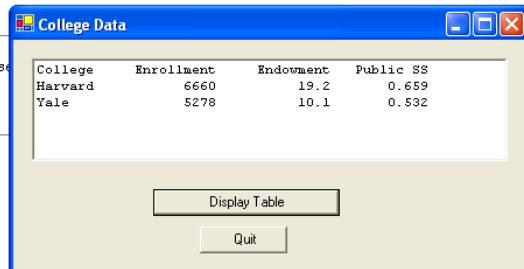 College Data
College Enrollment Endowment Public SS
Harvard 6660 19.2 0.659
Yale 5278 10.1 0.532
Display Table
Quit